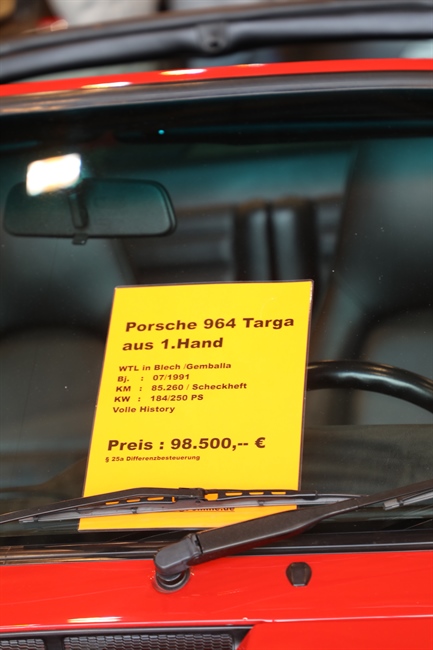 Porsche 964 Targa
aus 1.Hand
WTL in Blech /Gemballa
Bj. : 07/1991
KM : 85.260 / Scheckheft
KW : 184/250 PS
Volle History
Preis : 98.500,-- €
§ 25a Differenzbesteuerung